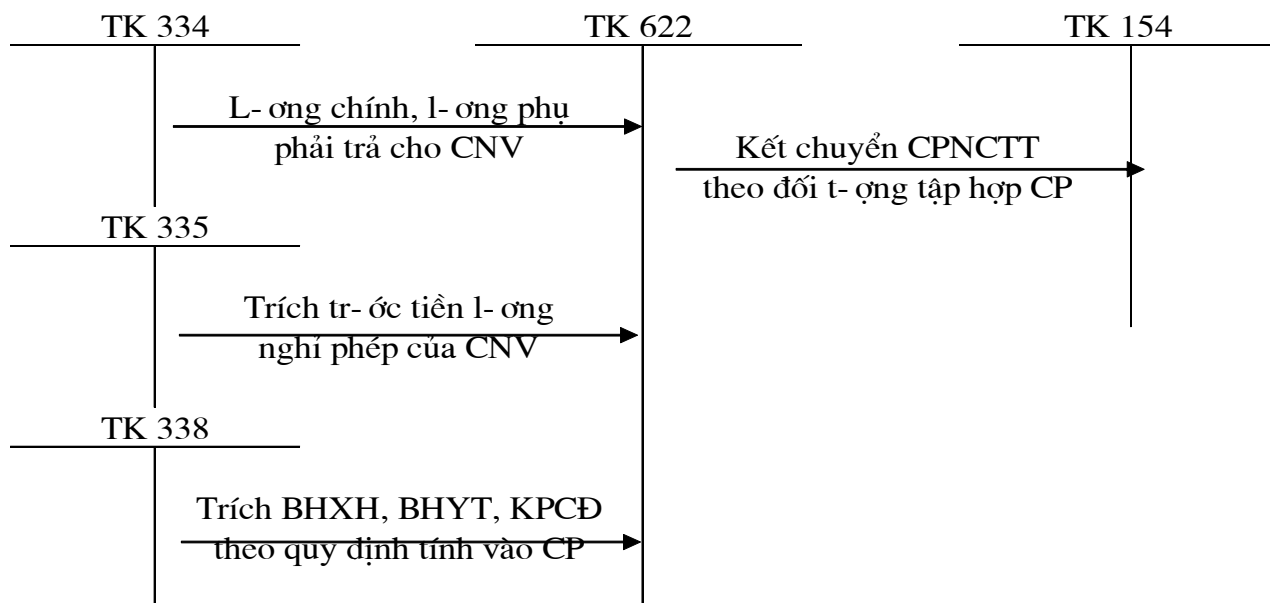 TK 334
TK 622
TK 154
L- ơng chính, l- ơng phụ
phải trả cho CNV
Kết chuyển CPNCTT
theo đối t- ợng tập hợp CP
TK 335
Trích tr- ớc tiền l- ơng
nghỉ phép của CNV
TK 338
Trích BHXH, BHYT, KPCĐ
theo quy định tính vào CP